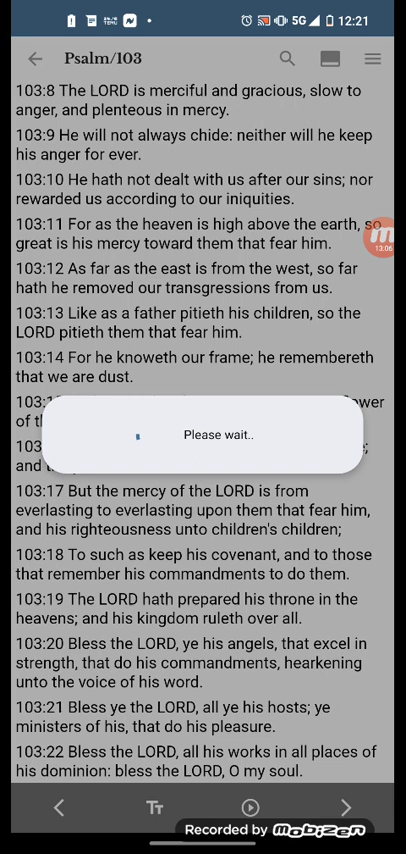 5G 12:21
Psalm/103
103:8 The LORD is merciful and gracious, slow to
anger, and plenteous in mercy.
103:9 He will not always chide: neither will he keep
his anger for ever.
103:10 He hath not dealt with us after our sins; nor
rewarded us according to our iniquities.
103:11 For as the heaven is high above the earth, so
great is his mercy toward them that fear him.
13:06
103:12 As far as the east is from the west, so far
hath he removed our transgressions from us.
103:13 Like as a father pitieth his children, so the
LORD pitieth them that fear him.
103:14 For he knoweth our frame; he remembereth
that we are dust.
Please wait..
103:17 But the mercy of the LORD is from
everlasting to everlasting upon them that fear him,
and his righteousness unto children's children;
103:18 To such as keep his covenant, and to those
that remember his commandments to do them.
103:19 The LORD hath prepared his throne in the
heavens; and his kingdom ruleth over all.
103:20 Bless the LORD, ye his angels, that excel in
strength, that do his commandments, hearkening
unto the voice of his word.
103:21 Bless ye the LORD, all ye his hosts; ye
ministers of his, that do his pleasure.
103:22 Bless the LORD, all his works in all places of
his dominion: bless the LORD, O my soul.
TT
Recorded by mobizen